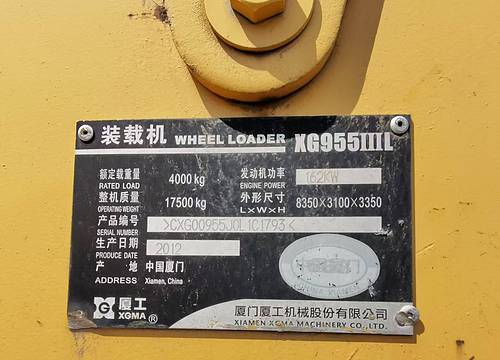 装载机 WHEEL LOADER XG955IIIL
额定载重量 4000kg 发动机功率 162KW
RATED LOAD ENGINE POWER
整机质量 17500kg 外形尺寸 8350×3100×3350
OPERATING WEIGHT L×W×H
产品编号 >CXG00955J0L1C1793<
SERIAL NUMBER
生产日期 2012
PRODUCE DATE
产 地 中国厦门
ADDRESS Xiamen, China
厦工 厦门厦工机械股份有限公司
XGMA® XIAMEN XGMA MACHINERY CO.,LTD.